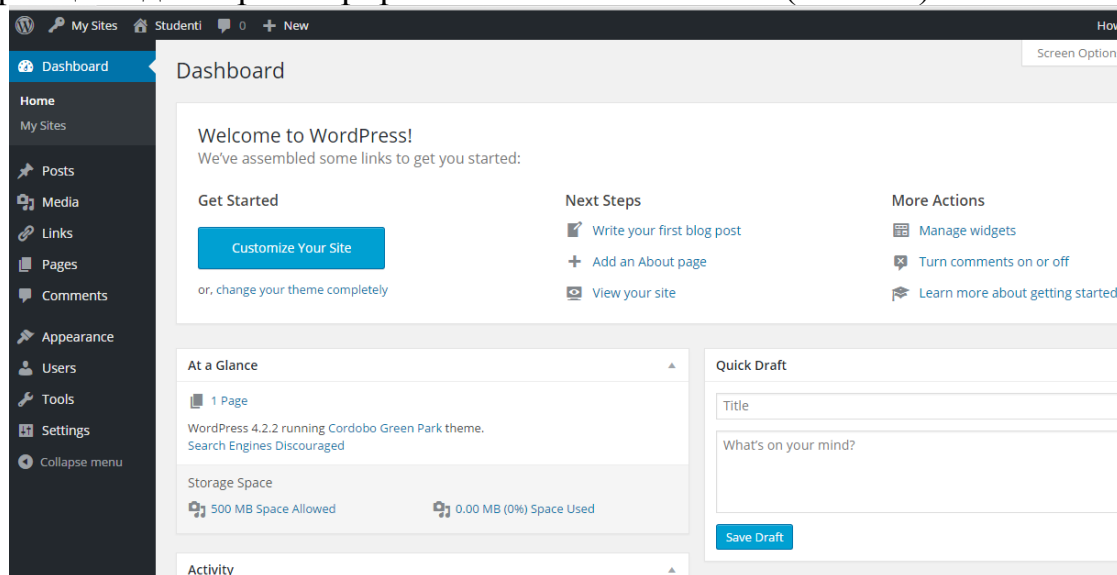 My Sites Studenti 0 New
Screen Option
Dashboard
Home
My Sites
Posts
Media
Links
Pages
Comments
Appearance
Users
Tools
Settings
Collapse menu
Dashboard
Welcome to WordPress!
We've assembled some links to get you started:
Get Started
Customize Your Site
or, change your theme completely
Next Steps
Write your first blog post
Add an About page
View your site
More Actions
Manage widgets
Turn comments on or off
Learn more about getting started
At a Glance
1 Page
WordPress 4.2.2 running Cordobo Green Park theme.
Search Engines Discouraged
Storage Space
500 MB Space Allowed
0.00 MB (0%) Space Used
Activity
Quick Draft
Title
What's on your mind?
Save Draft